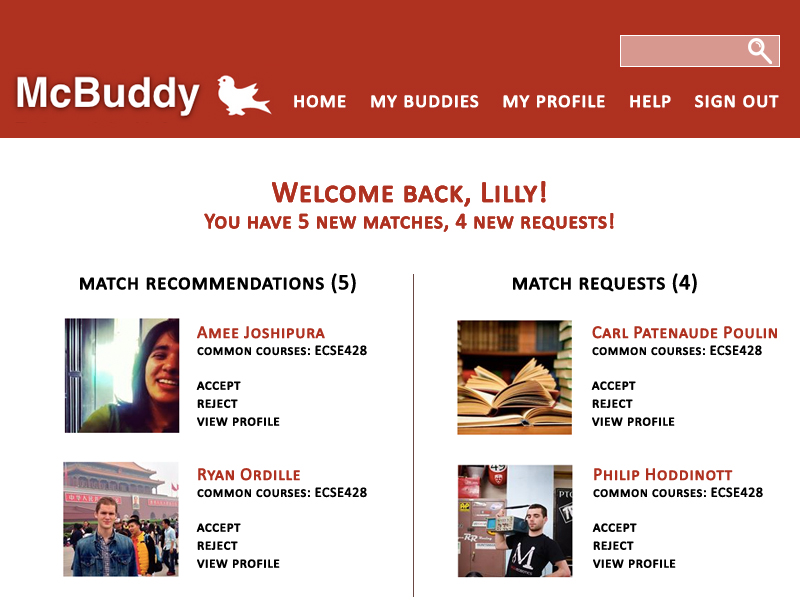 McBuddy
HOME MY BUDDIES MY PROFILE HELP SIGN OUT
Welcome back, Lilly!
You have 5 new matches, 4 new requests!
match recommendations (5)
Amee Joshipura
common courses: ECSE428
accept
reject
view profile
Ryan Ordille
common courses: ECSE428
accept
reject
view profile
match requests (4)
Carl Patenaude Poulin
common courses: ECSE428
accept
reject
view profile
Philip Hoddinott
common courses: ECSE428
accept
reject
view profile
49
M